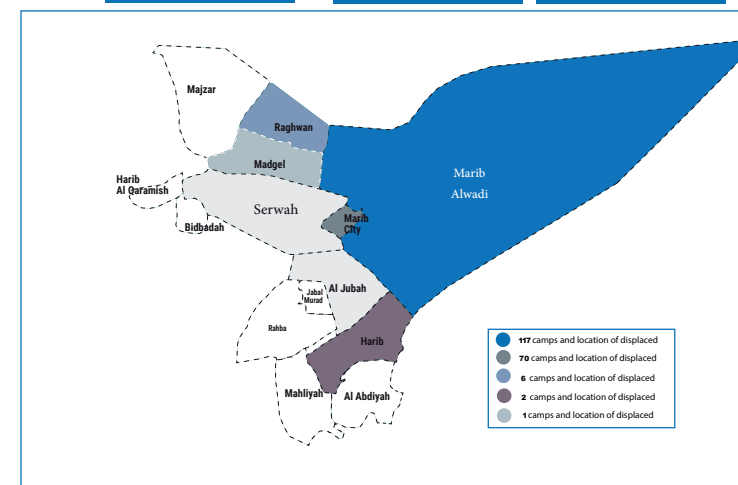 Majzar
Raghwan
Madgel
Harib
Al Qaramish
Marib
Alwadi
Serwah
Marib
City
Bidbadah
Al Jubah
Jabal
Murad
Rahba
Harib
Mahliyah
Al Abdiyah
117 camps and location of displaced
70 camps and location of displaced
6 camps and location of displaced
2 camps and location of displaced
1 camps and location of displaced